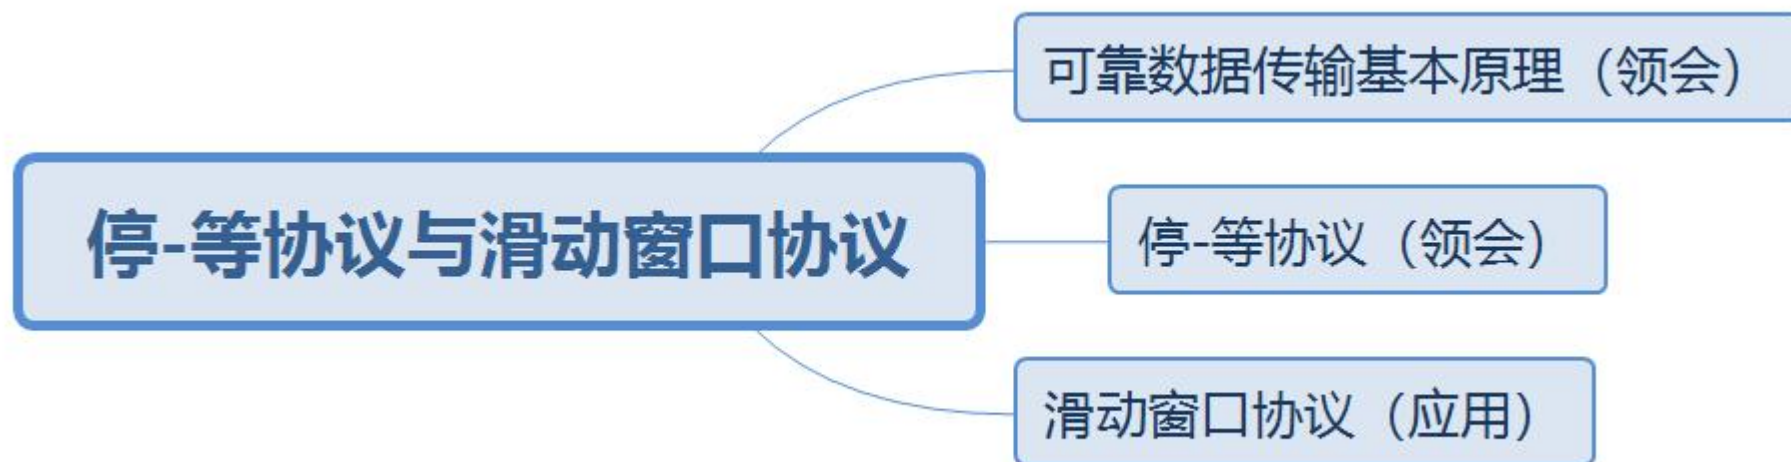 可靠数据传输基本原理（领会）
停-等协议与滑动窗口协议
停-等协议（领会）
滑动窗口协议（应用）